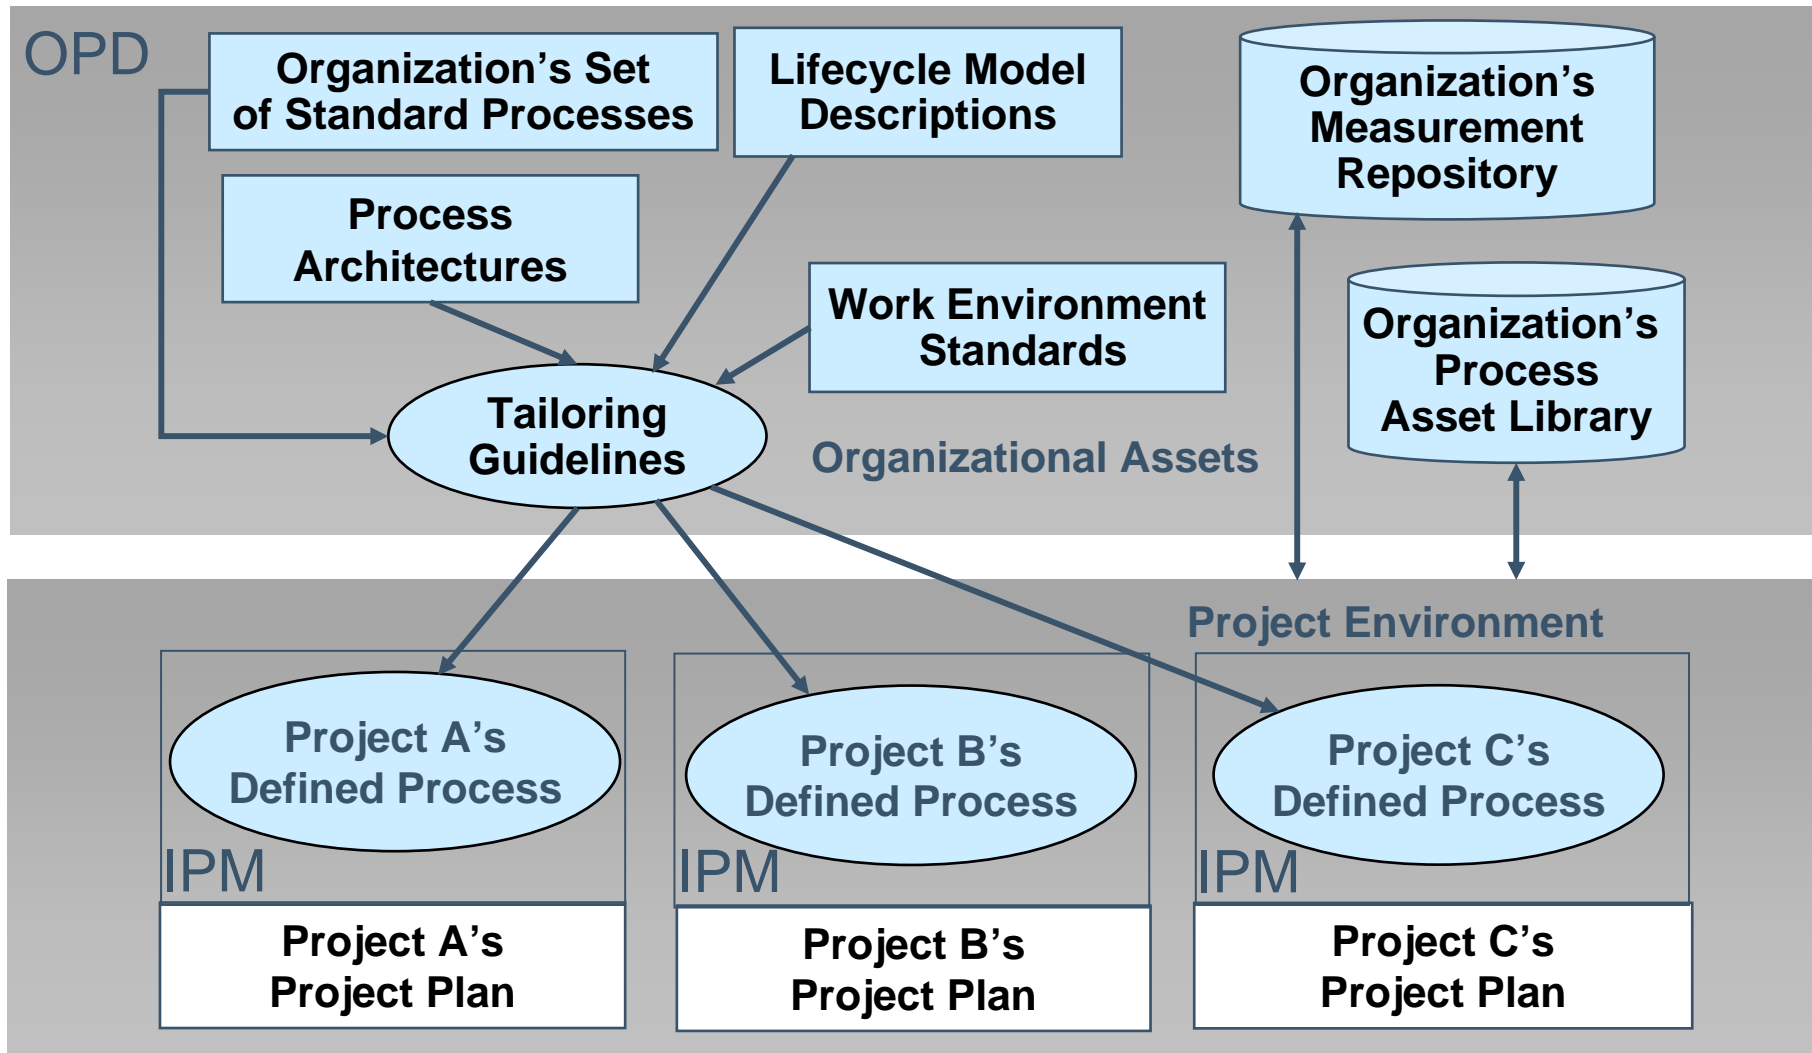 OPD
Organization’s Set
of Standard Processes
Lifecycle Model
Descriptions
Organization’s
Measurement
Repository
Process
Architectures
Work Environment
Standards
Organization’s
Process
Asset Library
Tailoring
Guidelines
Organizational Assets
Project Environment
Project A’s
Defined Process
IPM
Project A’s
Project Plan
Project B’s
Defined Process
IPM
Project B’s
Project Plan
Project C’s
Defined Process
IPM
Project C’s
Project Plan